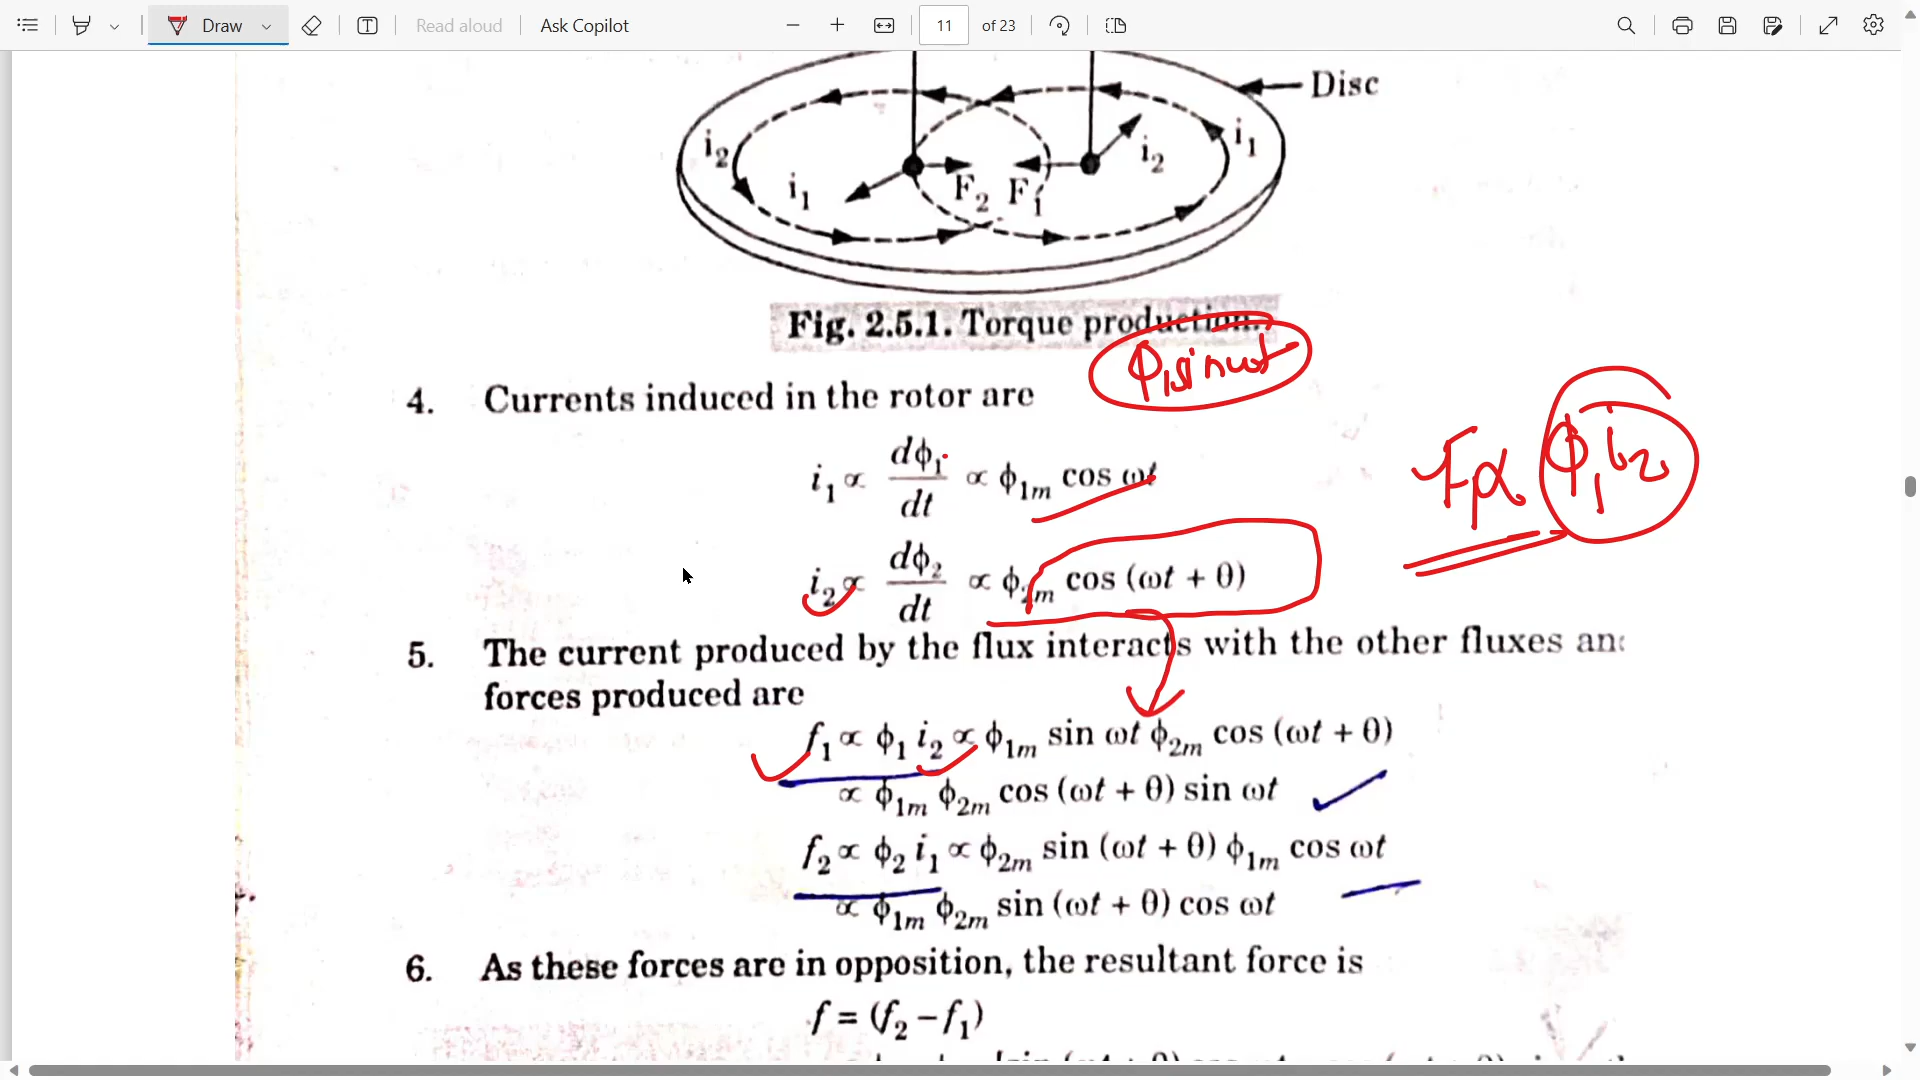 Draw
Read aloud
Ask Copilot
11
of 23
Disc
i₂
i₁
F₂
F₁
i₂
i₁
Fig. 2.5.1. Torque production.
ϕ₁ sin ωt
4. Currents induced in the rotor are
i₁ ∝ dϕ₁/dt ∝ ϕ₁ₘ cos ωt
F ∝ ϕ₁ i₂
i₂ ∝ dϕ₂/dt ∝ ϕ₂ₘ cos (ωt + θ)
5. The current produced by the flux interacts with the other fluxes an
forces produced are
f₁ ∝ ϕ₁ i₂ ∝ ϕ₁ₘ sin ωt ϕ₂ₘ cos (ωt + θ)
∝ ϕ₁ₘ ϕ₂ₘ cos (ωt + θ) sin ωt
f₂ ∝ ϕ₂ i₁ ∝ ϕ₂ₘ sin (ωt + θ) ϕ₁ₘ cos ωt
∝ ϕ₁ₘ ϕ₂ₘ sin (ωt + θ) cos ωt
6. As these forces are in opposition, the resultant force is
f = (f₂ – f₁)